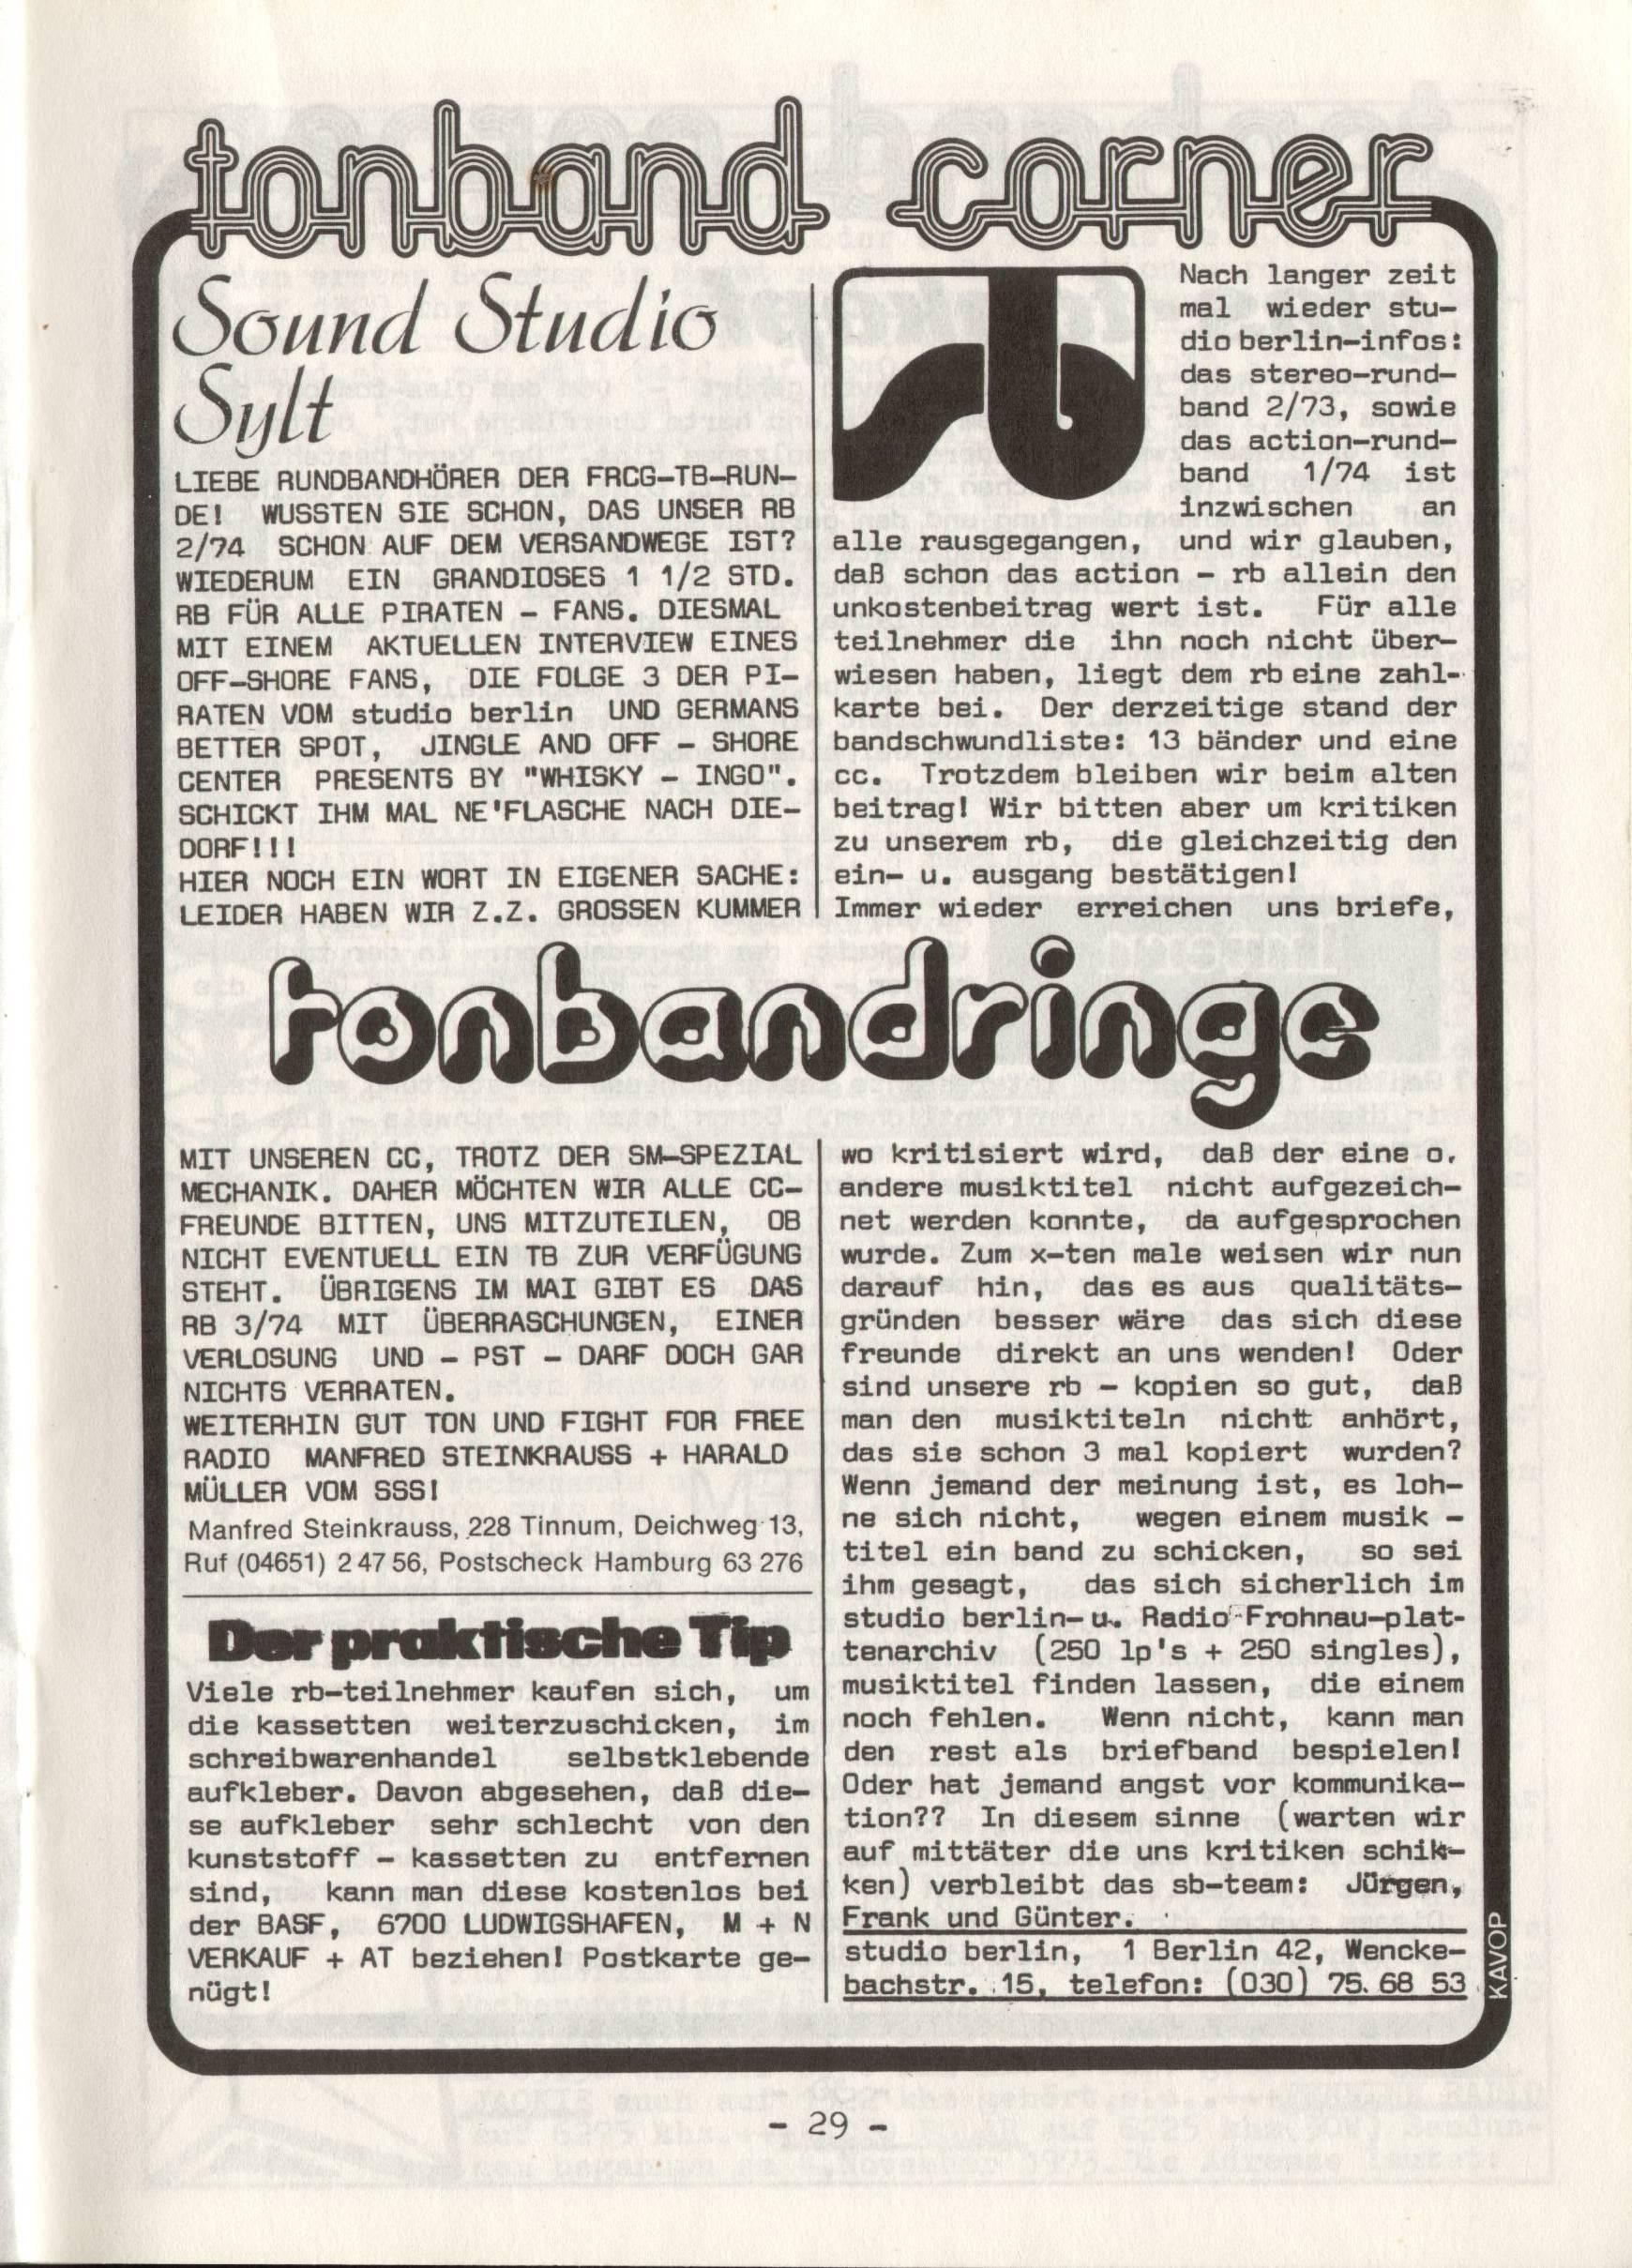 tonband corner
Sound Studio
Sylt
LIEBE RUNDBANDHÖRER DER FRCG-TB-RUN-
DE! WUSSTEN SIE SCHON, DAS UNSER RB
2/74 SCHON AUF DEM VERSANDWEGE IST?
WIEDERUM EIN GRANDIOSES 1 1/2 STD.
RB FÜR ALLE PIRATEN - FANS. DIESMAL
MIT EINEM AKTUELLEN INTERVIEW EINES
OFF-SHORE FANS, DIE FOLGE 3 DER PI-
RATEN VOM studio berlin UND GERMANS
BETTER SPOT, JINGLE AND OFF - SHORE
CENTER PRESENTS BY "WHISKY - INGO".
SCHICKT IHM MAL NE'FLASCHE NACH DIE-
DORF!!!
HIER NOCH EIN WORT IN EIGENER SACHE:
LEIDER HABEN WIR Z.Z. GROSSEN KUMMER
sb
Nach langer zeit
mal wieder stu-
dio berlin-infos:
das stereo-rund-
band 2/73, sowie
das action-rund-
band 1/74 ist
inzwischen an
alle rausgegangen, und wir glauben,
daß schon das action - rb allein den
unkostenbeitrag wert ist. Für alle
teilnehmer die ihn noch nicht über-
wiesen haben, liegt dem rb eine zahl-
karte bei. Der derzeitige stand der
bandschwundliste: 13 bänder und eine
cc. Trotzdem bleiben wir beim alten
beitrag! Wir bitten aber um kritiken
zu unserem rb, die gleichzeitig den
ein- u. ausgang bestätigen!
Immer wieder erreichen uns briefe,
tonbandringe
MIT UNSEREN CC, TROTZ DER SM-SPEZIAL
MECHANIK. DAHER MÖCHTEN WIR ALLE CC-
FREUNDE BITTEN, UNS MITZUTEILEN, OB
NICHT EVENTUELL EIN TB ZUR VERFÜGUNG
STEHT. ÜBRIGENS IM MAI GIBT ES DAS
RB 3/74 MIT ÜBERRASCHUNGEN, EINER
VERLOSUNG UND - PST - DARF DOCH GAR
NICHTS VERRATEN.
WEITERHIN GUT TON UND FIGHT FOR FREE
RADIO MANFRED STEINKRAUSS + HARALD
MÜLLER VOM SSS!
Manfred Steinkrauss, 228 Tinnum, Deichweg 13,
Ruf (04651) 2 47 56, Postscheck Hamburg 63 276
Der praktische Tip
Viele rb-teilnehmer kaufen sich, um
die kassetten weiterzuschicken, im
schreibwarenhandel selbstklebende
aufkleber. Davon abgesehen, daß die-
se aufkleber sehr schlecht von den
kunststoff - kassetten zu entfernen
sind, kann man diese kostenlos bei
der BASF, 6700 LUDWIGSHAFEN, M + N
VERKAUF + AT beziehen! Postkarte ge-
nügt!
wo kritisiert wird, daß der eine o.
andere musiktitel nicht aufgezeich-
net werden konnte, da aufgesprochen
wurde. Zum x-ten male weisen wir nun
darauf hin, das es aus qualitäts-
gründen besser wäre das sich diese
freunde direkt an uns wenden! Oder
sind unsere rb - kopien so gut, daß
man den musiktiteln nicht anhört,
das sie schon 3 mal kopiert wurden?
Wenn jemand der meinung ist, es loh-
ne sich nicht, wegen einem musik -
titel ein band zu schicken, so sei
ihm gesagt, das sich sicherlich im
studio berlin- u. Radio-Frohnau-plat-
tenarchiv (250 lp's + 250 singles),
musiktitel finden lassen, die einem
noch fehlen. Wenn nicht, kann man
den rest als briefband bespielen!
Oder hat jemand angst vor kommunika-
tion?? In diesem sinne (warten wir
auf mittäter die uns kritiken schik-
ken) verbleibt das sb-team: Jürgen,
Frank und Günter.
studio berlin, 1 Berlin 42, Wencke-
bachstr. 15, telefon: (030) 75 68 53
KAVOP
- 29 -